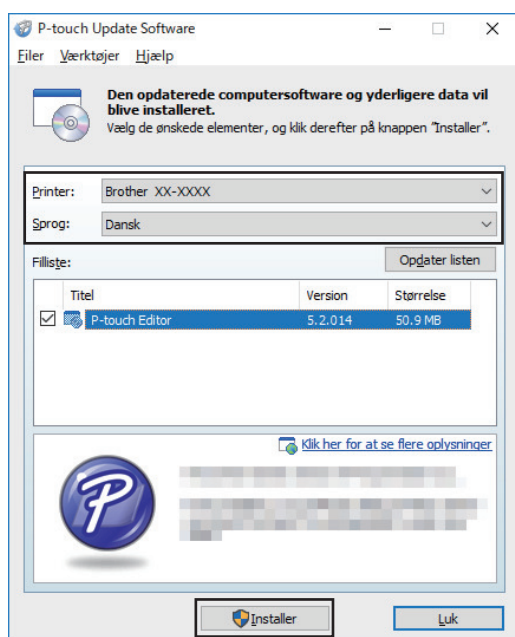 P-touch Update Software
Filer Værktøjer Hjælp
Den opdaterede computersoftware og yderligere data vil
blive installeret.
Vælg de ønskede elementer, og klik derefter på knappen "Installer".
Printer: Brother XX-XXXX
Sprog: Dansk
Filliste: Opdater listen
Titel Version Størrelse
P-touch Editor 5.2.014 50.9 MB
Klik her for at se flere oplysninger
P
Installer Luk